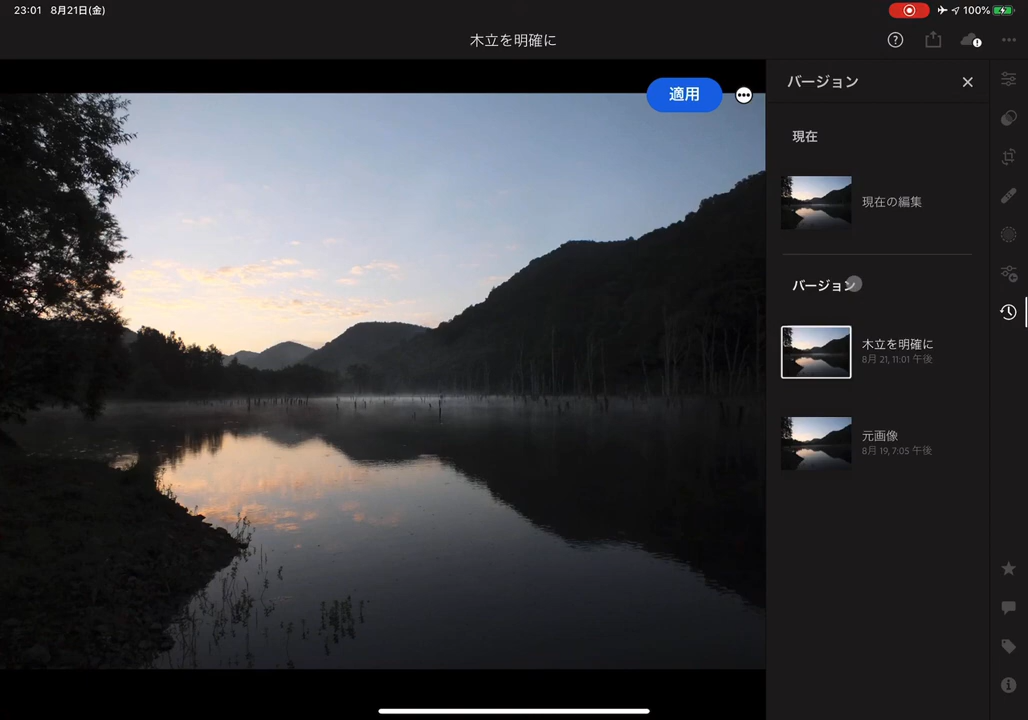 23:01 8月21日(金)
100%
木立を明確に
適用
バージョン
現在
現在の編集
バージョン
木立を明確に
8月 21, 11:01 午後
元画像
8月 19, 7:05 午後